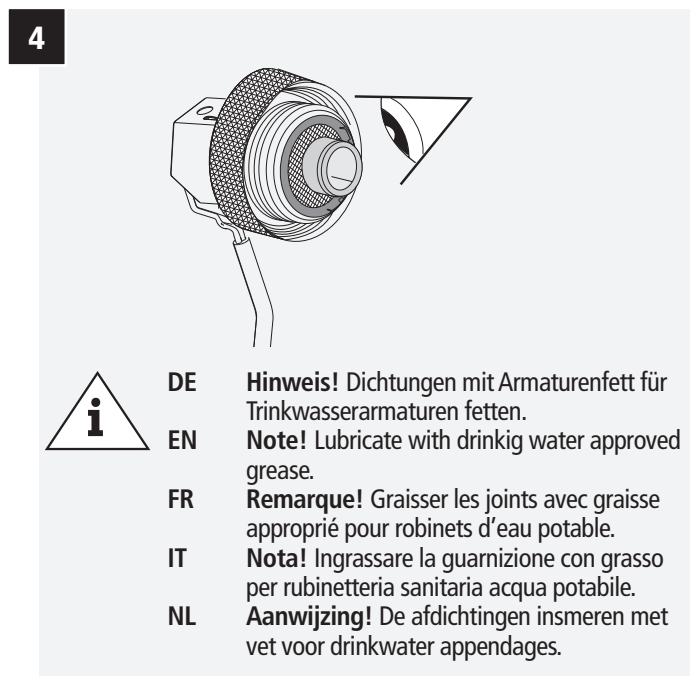 4
i
DE Hinweis! Dichtungen mit Armaturenfett für
Trinkwasserarmaturen fetten.
EN Note! Lubricate with drinkig water approved
grease.
FR Remarque! Graisser les joints avec graisse
approprié pour robinets d’eau potable.
IT Nota! Ingrassare la guarnizione con grasso
per rubinetteria sanitaria acqua potabile.
NL Aanwijzing! De afdichtingen insmeren met
vet voor drinkwater appendages.